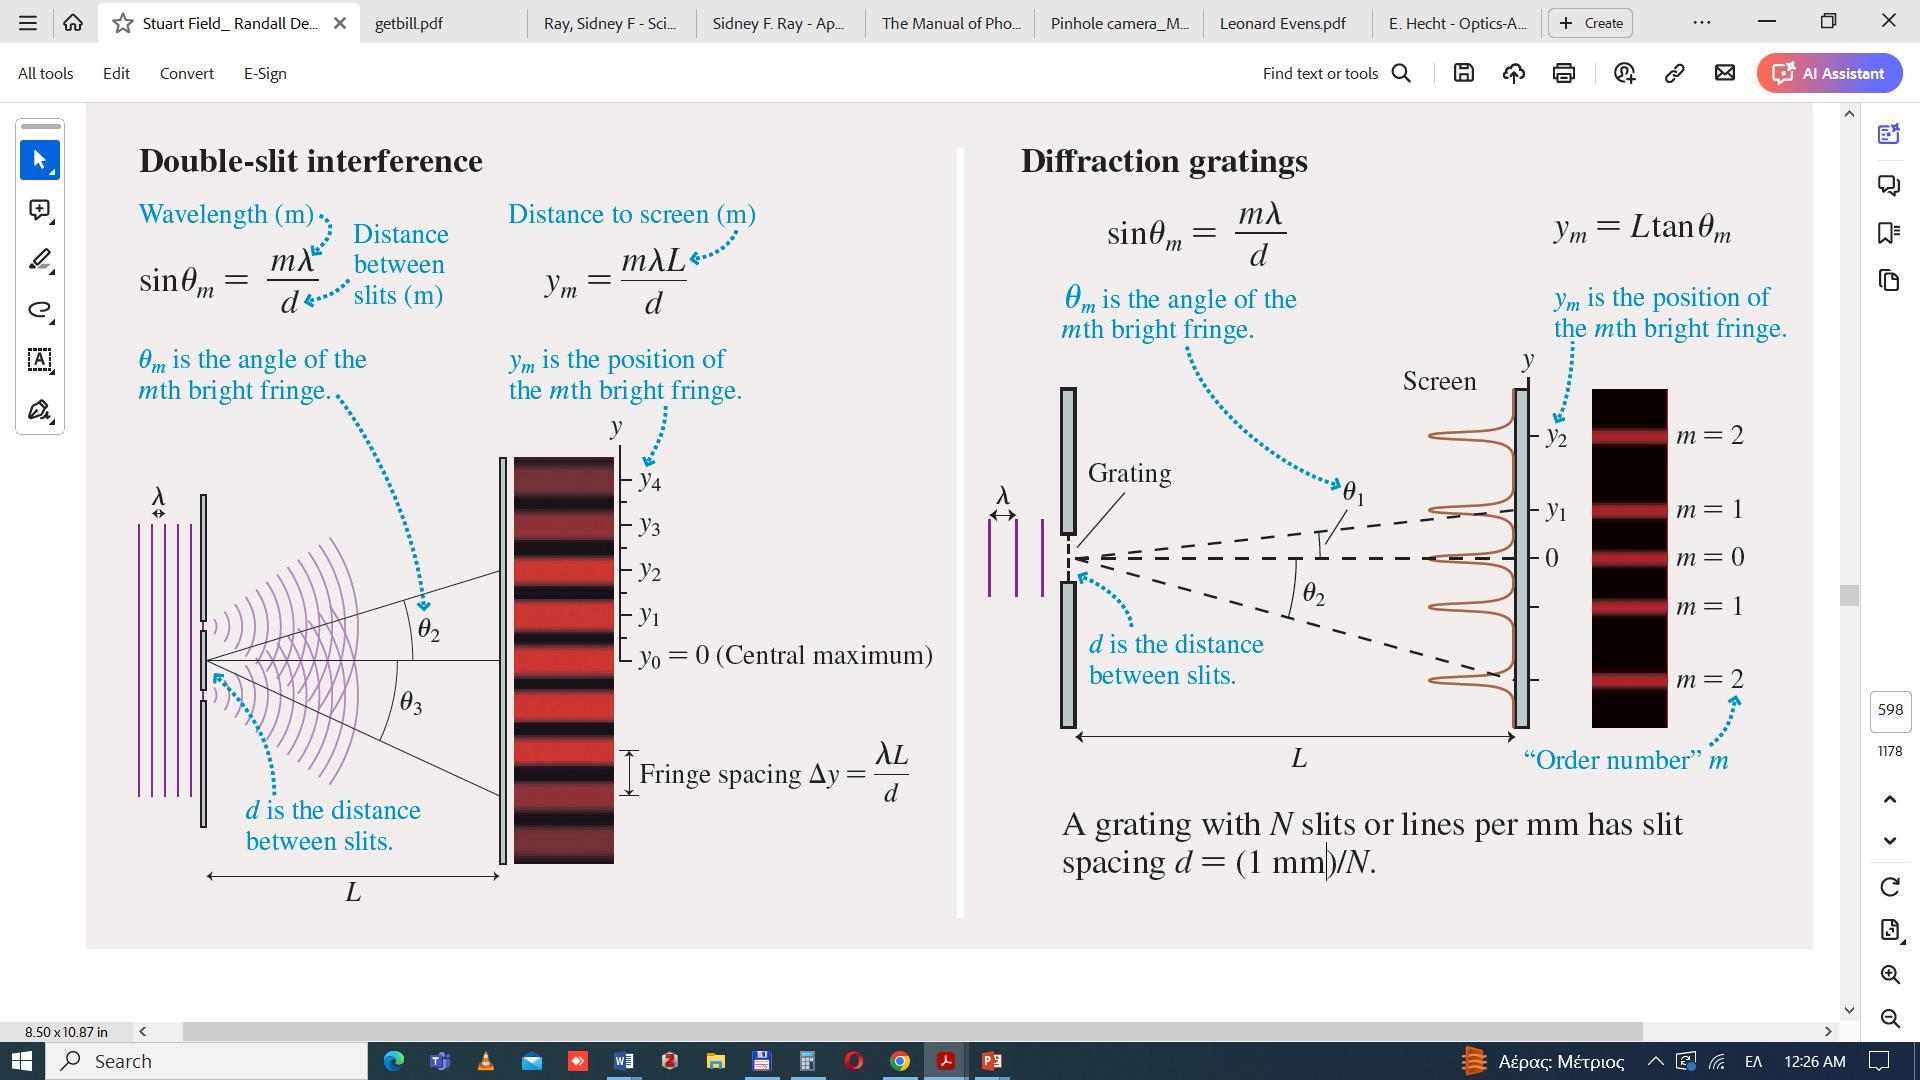 Stuart Field_ Randall De...
getbill.pdf
Ray, Sidney F - Sci...
Sidney F. Ray - Ap...
The Manual of Pho...
Pinhole camera_M...
Leonard Evens.pdf
E. Hecht - Optics-A...
Create
All tools
Edit
Convert
E-Sign
Find text or tools
AI Assistant
Double-slit interference
Wavelength (m)
Distance
between
slits (m)
sinθm = mλ/d
Distance to screen (m)
ym = mλL/d
θm is the angle of the
mth bright fringe.
ym is the position of
the mth bright fringe.
y
y4
y3
y2
y1
y0 = 0 (Central maximum)
λ
θ2
θ3
Fringe spacing Δy = λL/d
d is the distance
between slits.
L
Diffraction gratings
sinθm = mλ/d
ym = Ltanθm
θm is the angle of the
mth bright fringe.
ym is the position of
the mth bright fringe.
Screen
y
Grating
λ
θ1
θ2
y2
y1
0
m = 2
m = 1
m = 0
m = 1
m = 2
d is the distance
between slits.
L
“Order number” m
A grating with N slits or lines per mm has slit
spacing d = (1 mm)/N.
598
1178
8.50 x 10.87 in
Search
Αέρας: Μέτριος
ΕΛ
12:26 AM